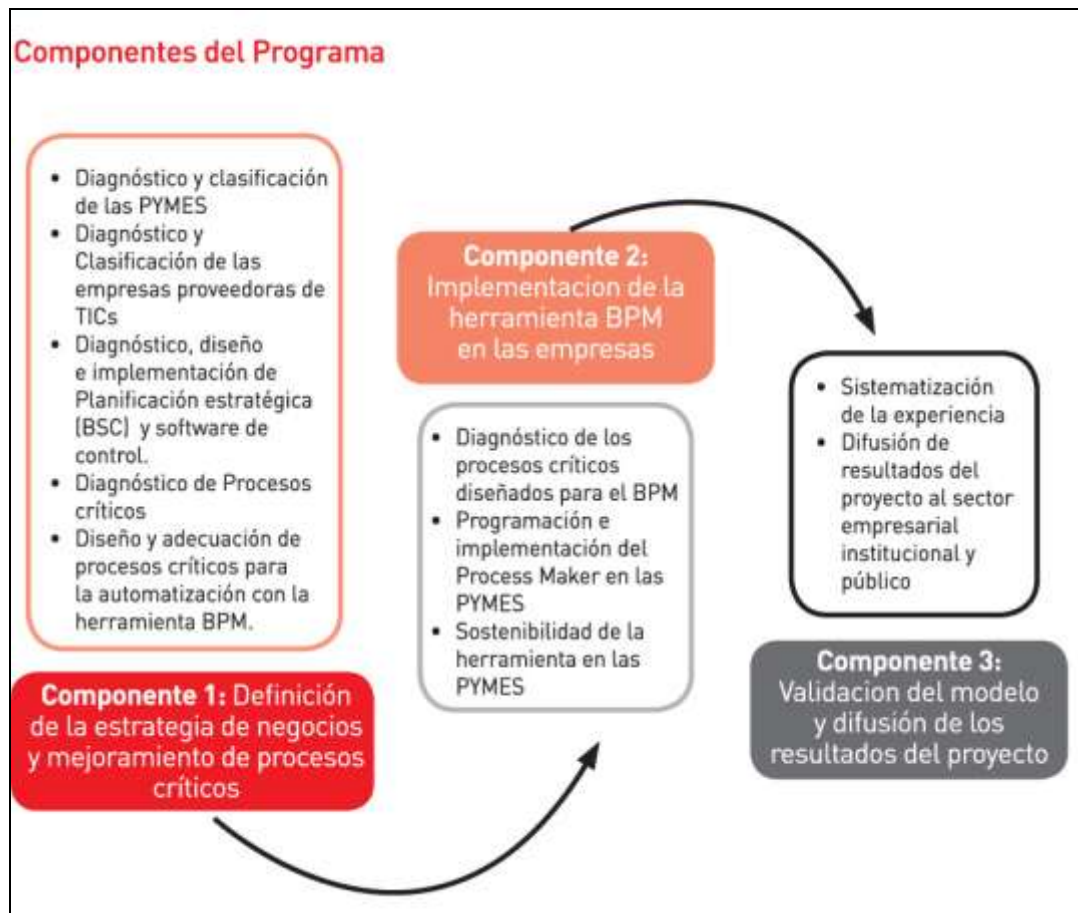 Componentes del Programa
• Diagnóstico y clasificación
de las PYMES
• Diagnóstico y
Clasificación de las
empresas proveedoras de
TICs
• Diagnóstico, diseño
e implementación de
Planificación estratégica
(BSC) y software de
control.
• Diagnóstico de Procesos
críticos
• Diseño y adecuación de
procesos críticos para
la automatización con la
herramienta BPM.
Componente 1: Definición
de la estrategia de negocios
y mejoramiento de procesos
críticos
Componente 2:
Implementacion de la
herramienta BPM
en las empresas
• Diagnóstico de los
procesos críticos
diseñados para el BPM
• Programación e
implementación del
Process Maker en las
PYMES
• Sostenibilidad de la
herramienta en las
PYMES
• Sistematización
de la experiencia
• Difusión de
resultados del
proyecto al sector
empresarial
institucional y
público
Componente 3:
Validacion del modelo
y difusión de los
resultados del proyecto